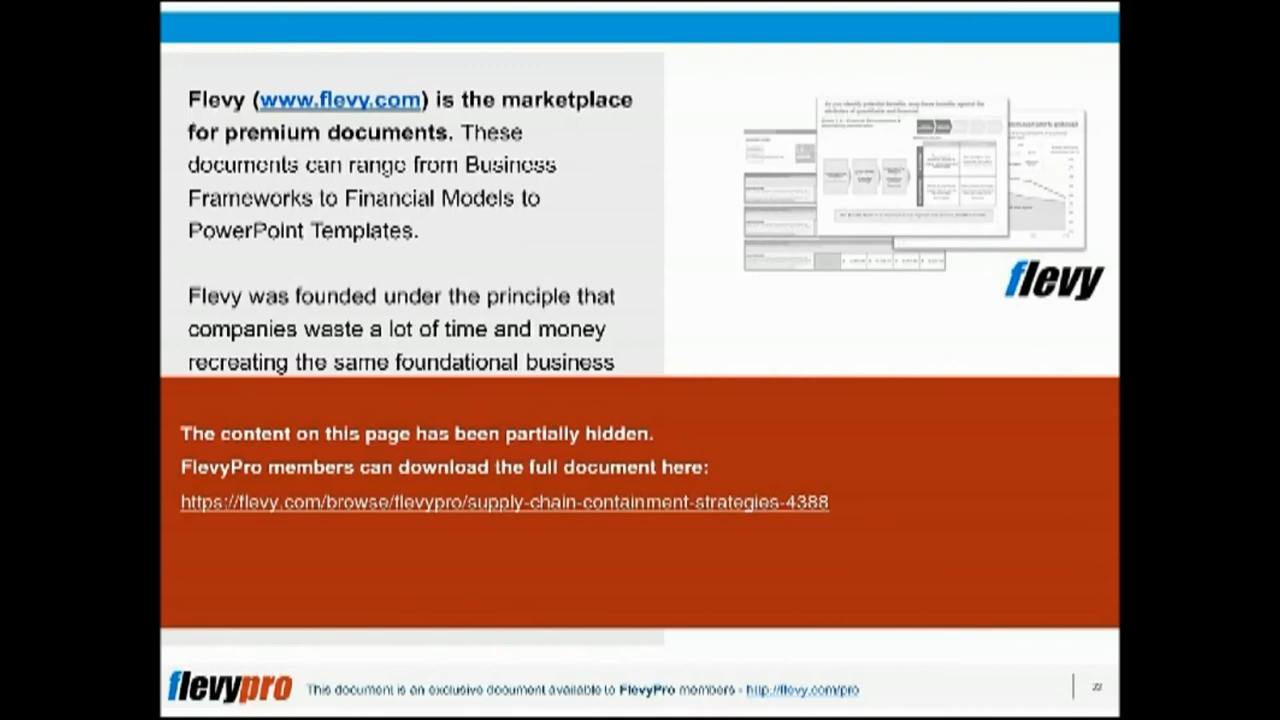 Flevy (www.flevy.com) is the marketplace
for premium documents. These
documents can range from Business
Frameworks to Financial Models to
PowerPoint Templates.
Flevy was founded under the principle that
companies waste a lot of time and money
recreating the same foundational business
flevy
The content on this page has been partially hidden.
FlevyPro members can download the full document here:
https://flevy.com/browse/flevypro/supply-chain-containment-strategies-4388
flevypro
This document is an exclusive document available to FlevyPro members - http://flevy.com/pro
22